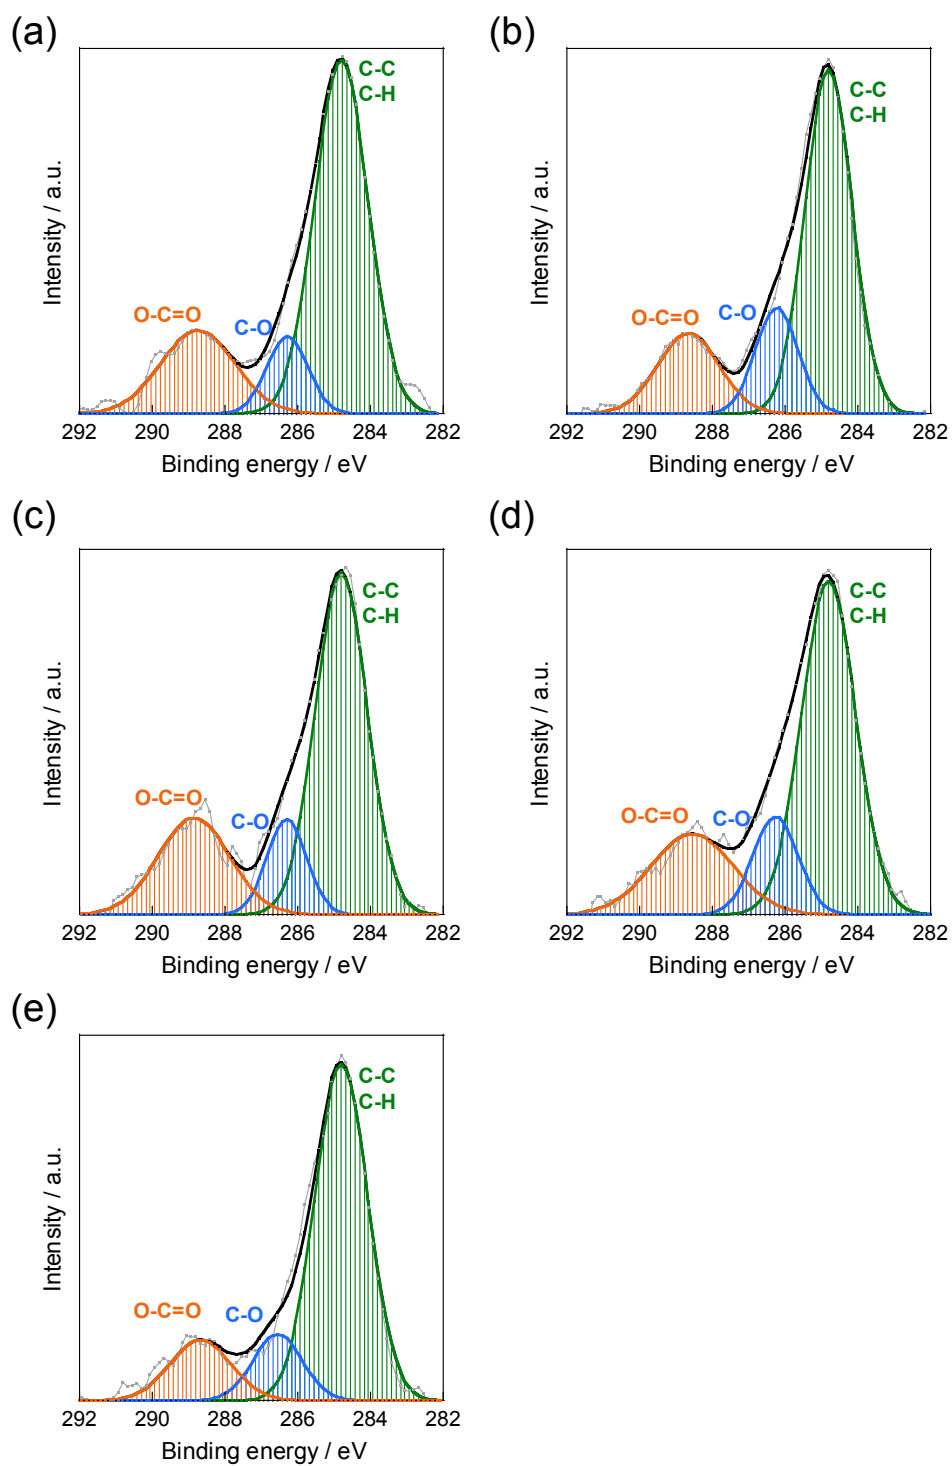 (a)
C-C
C-H
O-C=O
C-O
Intensity / a.u.
292 290 288 286 284 282
Binding energy / eV
(b)
C-C
C-H
O-C=O
C-O
Intensity / a.u.
292 290 288 286 284 282
Binding energy / eV
(c)
C-C
C-H
O-C=O
C-O
Intensity / a.u.
292 290 288 286 284 282
Binding energy / eV
(d)
C-C
C-H
O-C=O
C-O
Intensity / a.u.
292 290 288 286 284 282
Binding energy / eV
(e)
C-C
C-H
O-C=O
C-O
Intensity / a.u.
292 290 288 286 284 282
Binding energy / eV